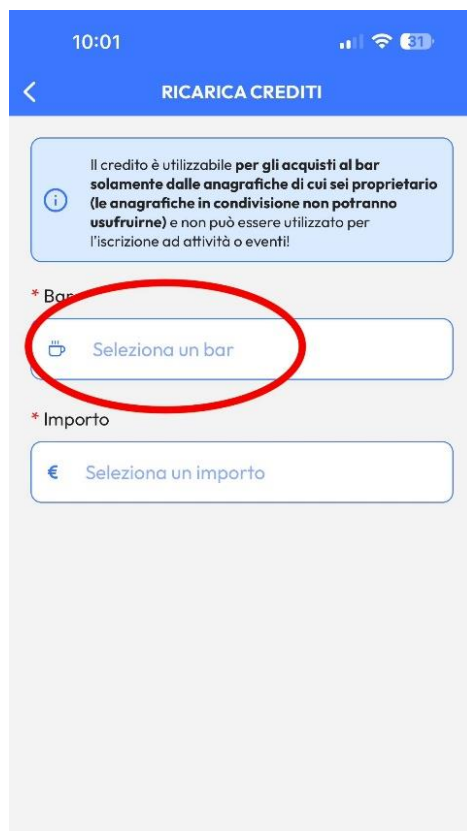 10:01
31
RICARICA CREDITI
Il credito è utilizzabile per gli acquisti al bar
solamente dalle anagrafiche di cui sei proprietario
(le anagrafiche in condivisione non potranno
usufruirne) e non può essere utilizzato per
l'iscrizione ad attività o eventi!
* Bar
Seleziona un bar
* Importo
€ Seleziona un importo